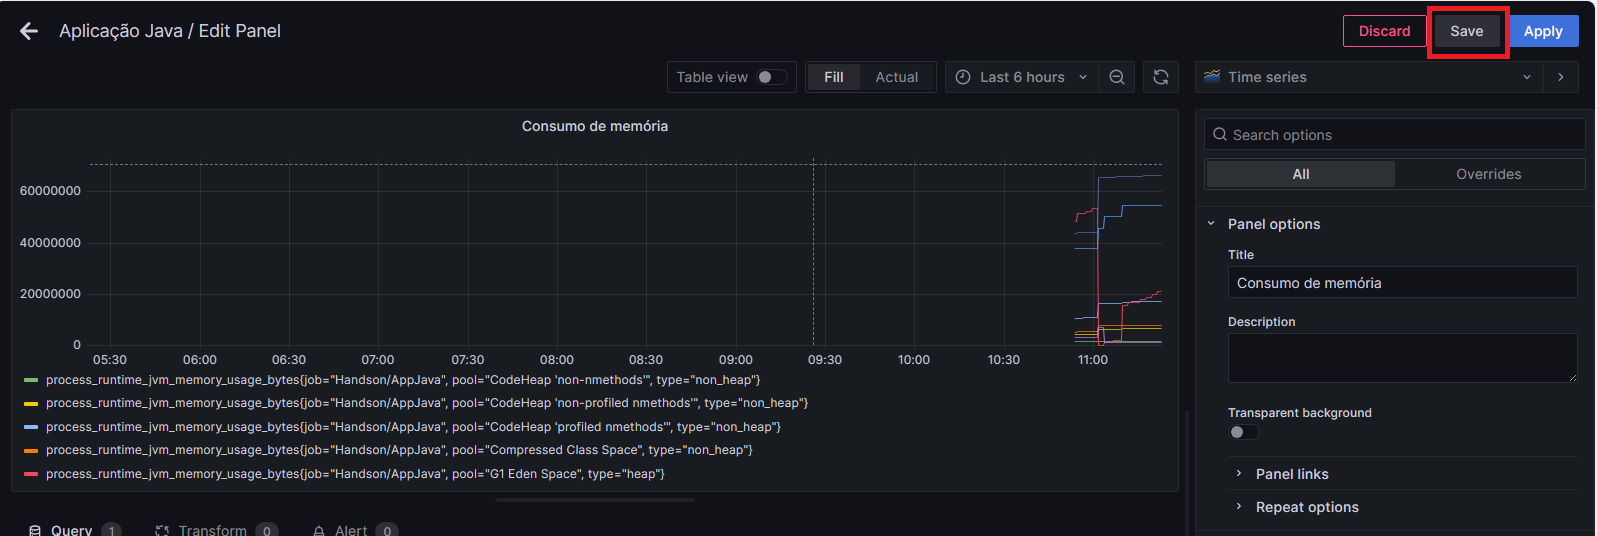 Aplicação Java / Edit Panel
Discard
Save
Apply
Table view
Fill
Actual
Last 6 hours
Time series
Consumo de memória
60000000
40000000
20000000
0
05:30 06:00 06:30 07:00 07:30 08:00 08:30 09:00 09:30 10:00 10:30 11:00
process_runtime_jvm_memory_usage_bytes{job="Handson/AppJava", pool="CodeHeap 'non-nmethods'", type="non_heap"}
process_runtime_jvm_memory_usage_bytes{job="Handson/AppJava", pool="CodeHeap 'non-profiled nmethods'", type="non_heap"}
process_runtime_jvm_memory_usage_bytes{job="Handson/AppJava", pool="CodeHeap 'profiled nmethods'", type="non_heap"}
process_runtime_jvm_memory_usage_bytes{job="Handson/AppJava", pool="Compressed Class Space", type="non_heap"}
process_runtime_jvm_memory_usage_bytes{job="Handson/AppJava", pool="G1 Eden Space", type="heap"}
Query 1
Transform 0
Alert 0
Search options
All
Overrides
Panel options
Title
Consumo de memória
Description
Transparent background
Panel links
Repeat options